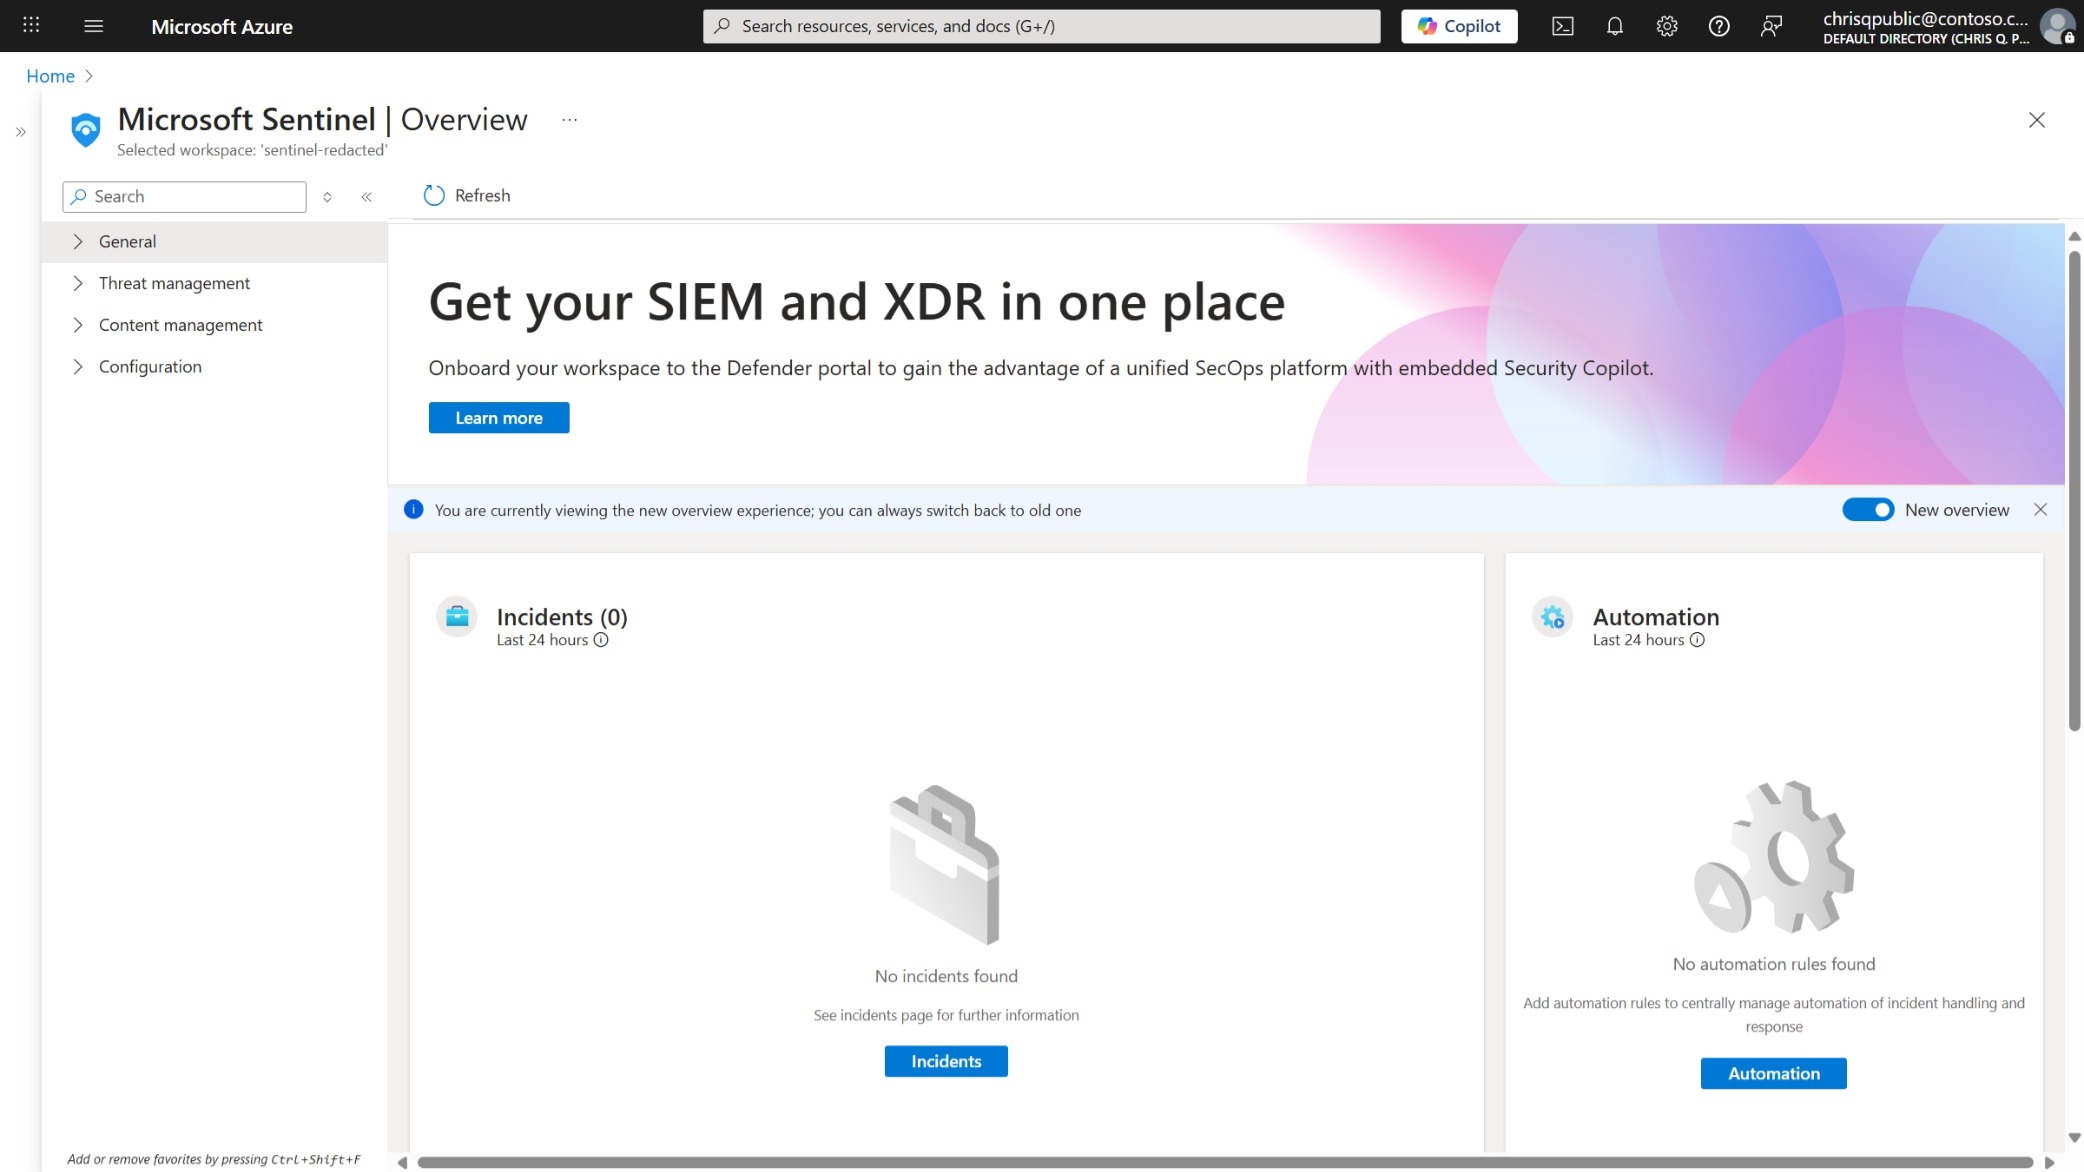 Microsoft Azure
Search resources, services, and docs (G+/)
Copilot
chrisqpublic@contoso.c...
DEFAULT DIRECTORY (CHRIS Q. P...
Home
Microsoft Sentinel | Overview
...
Selected workspace: 'sentinel-redacted'
Search
Refresh
General
Threat management
Content management
Configuration
Get your SIEM and XDR in one place
Onboard your workspace to the Defender portal to gain the advantage of a unified SecOps platform with embedded Security Copilot.
Learn more
You are currently viewing the new overview experience; you can always switch back to old one
New overview
Incidents (0)
Last 24 hours
No incidents found
See incidents page for further information
Incidents
Automation
Last 24 hours
No automation rules found
Add automation rules to centrally manage automation of incident handling and
response
Automation
Add or remove favorites by pressing Ctrl+Shift+F